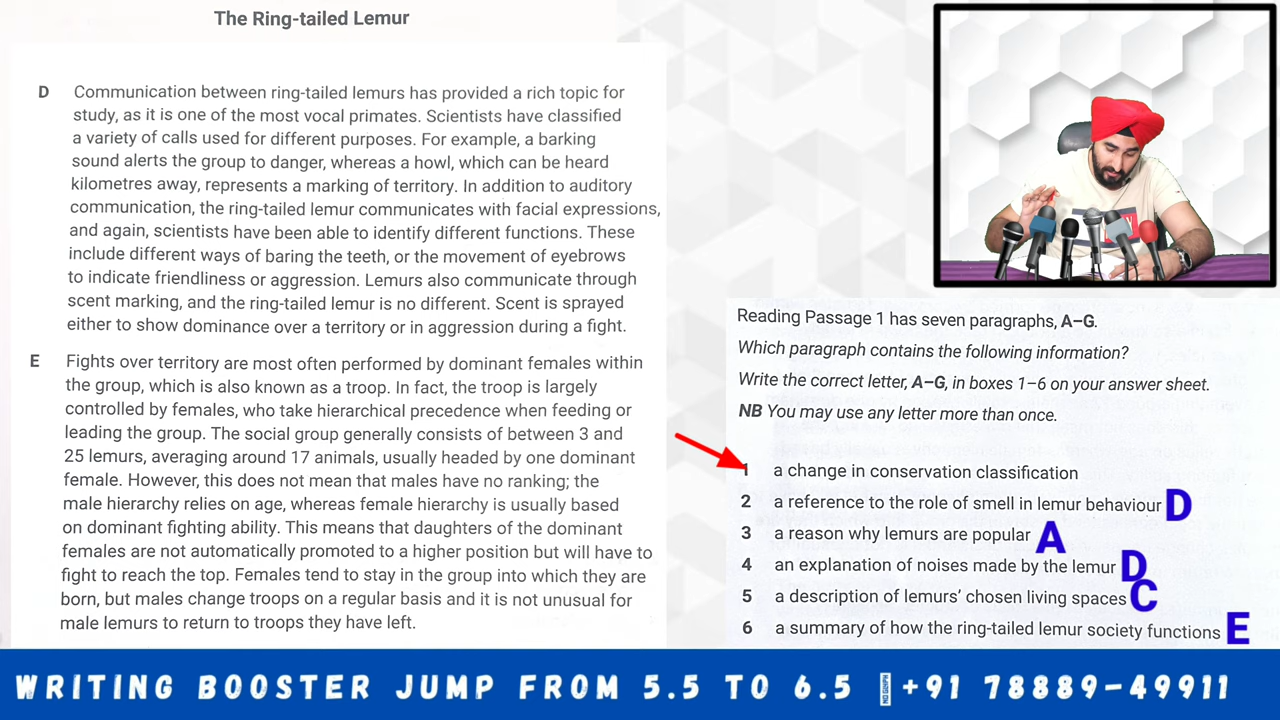 The Ring-tailed Lemur
D Communication between ring-tailed lemurs has provided a rich topic for
study, as it is one of the most vocal primates. Scientists have classified
a variety of calls used for different purposes. For example, a barking
sound alerts the group to danger, whereas a howl, which can be heard
kilometres away, represents a marking of territory. In addition to auditory
communication, the ring-tailed lemur communicates with facial expressions,
and again, scientists have been able to identify different functions. These
include different ways of baring the teeth, or the movement of eyebrows
to indicate friendliness or aggression. Lemurs also communicate through
scent marking, and the ring-tailed lemur is no different. Scent is sprayed
either to show dominance over a territory or in aggression during a fight.
E Fights over territory are most often performed by dominant females within
the group, which is also known as a troop. In fact, the troop is largely
controlled by females, who take hierarchical precedence when feeding or
leading the group. The social group generally consists of between 3 and
25 lemurs, averaging around 17 animals, usually headed by one dominant
female. However, this does not mean that males have no ranking; the
male hierarchy relies on age, whereas female hierarchy is usually based
on dominant fighting ability. This means that daughters of the dominant
females are not automatically promoted to a higher position but will have to
fight to reach the top. Females tend to stay in the group into which they are
born, but males change troops on a regular basis and it is not unusual for
male lemurs to return to troops they have left.
Reading Passage 1 has seven paragraphs, A–G.
Which paragraph contains the following information?
Write the correct letter, A–G, in boxes 1–6 on your answer sheet.
NB You may use any letter more than once.
1 a change in conservation classification
2 a reference to the role of smell in lemur behaviour D
3 a reason why lemurs are popular A
4 an explanation of noises made by the lemur D
5 a description of lemurs' chosen living spaces C
6 a summary of how the ring-tailed lemur society functions E
WRITING BOOSTER JUMP FROM 5.5 TO 6.5 +91 78889-49911